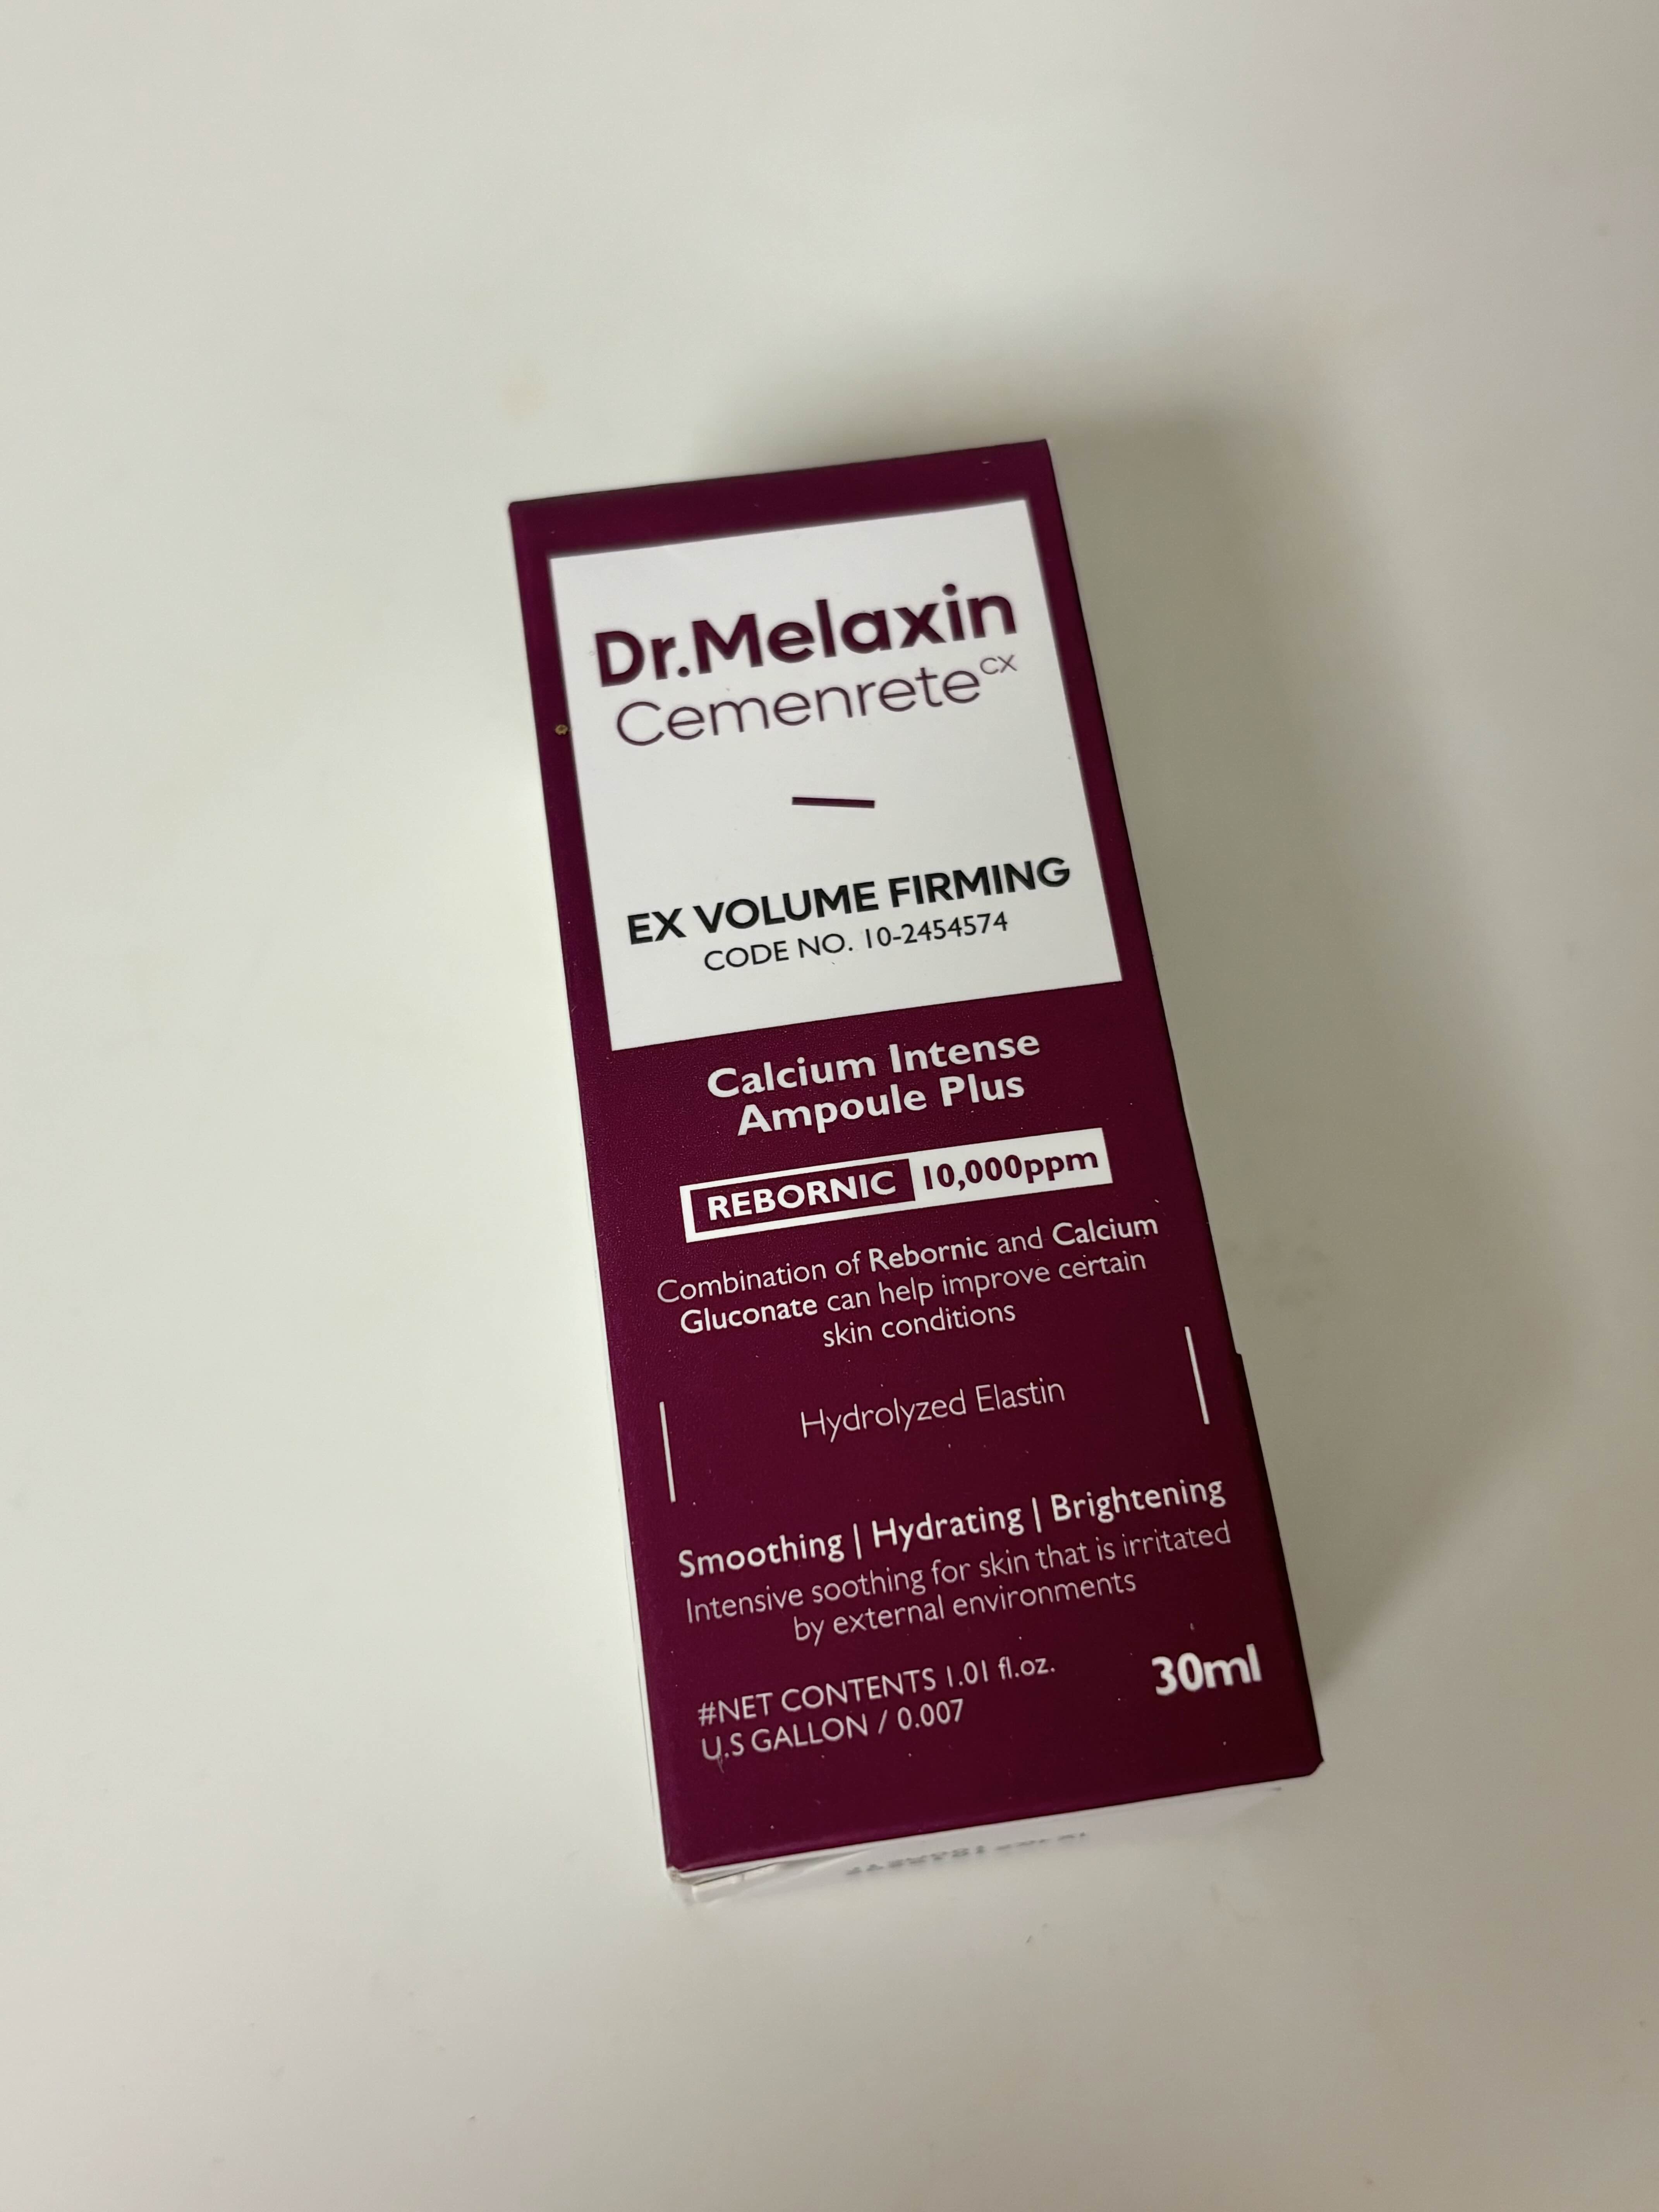 Dr.Melaxin
Cemenrete CX
EX VOLUME FIRMING
CODE NO. 10-2454574
Calcium Intense
Ampoule Plus
REBORNIC 10,000ppm
Combination of Rebornic and Calcium
Gluconate can help improve certain
skin conditions
Hydrolyzed Elastin
Smoothing | Hydrating | Brightening
Intensive soothing for skin that is irritated
by external environments
#NET CONTENTS 1.01 fl.oz.
U.S GALLON / 0.007
30ml